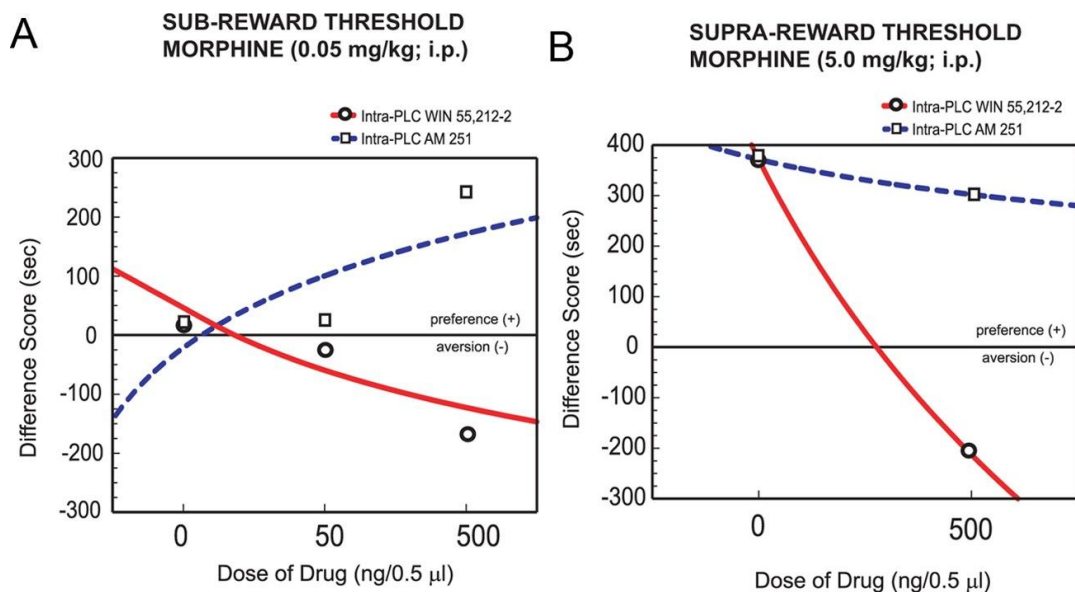 A
SUB-REWARD THRESHOLD
MORPHINE (0.05 mg/kg; i.p.)
Intra-PLC WIN 55,212-2
Intra-PLC AM 251
300
200
100
0
-100
-200
-300
Difference Score (sec)
preference (+)
aversion (-)
0 50 500
Dose of Drug (ng/0.5 µl)
B
SUPRA-REWARD THRESHOLD
MORPHINE (5.0 mg/kg; i.p.)
Intra-PLC WIN 55,212-2
Intra-PLC AM 251
400
300
200
100
0
-100
-200
-300
Difference Score (sec)
preference (+)
aversion (-)
0 500
Dose of Drug (ng/0.5 µl)